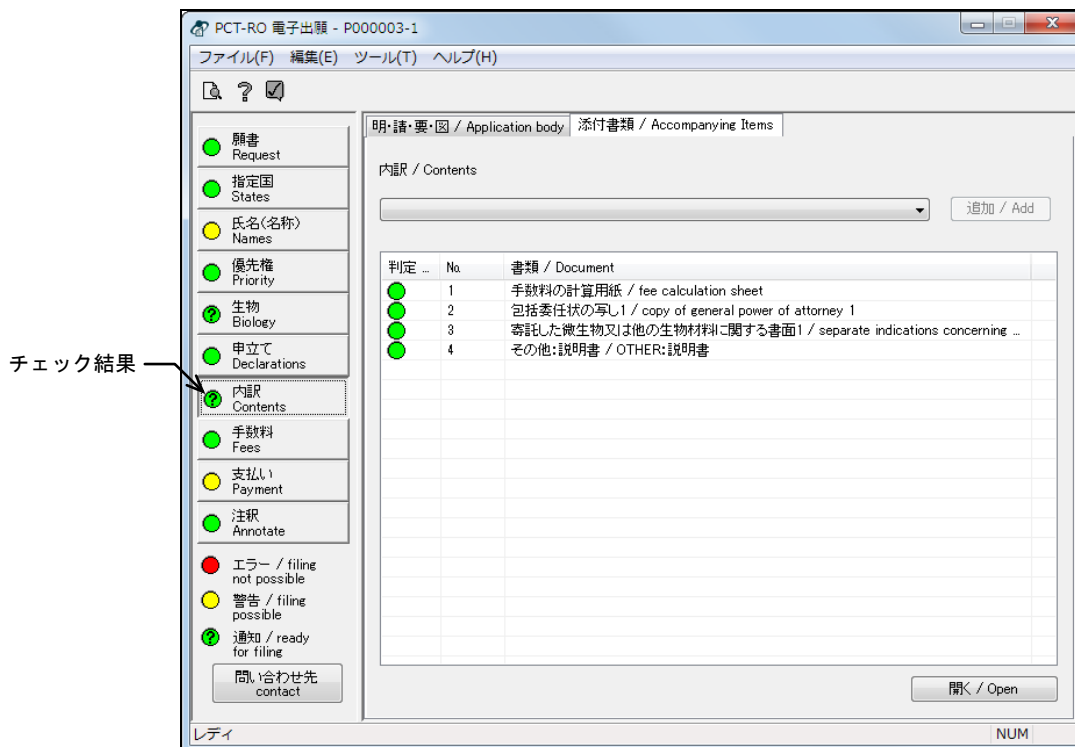 PCT-RO 電子出願 - P000003-1
ファイル(F) 編集(E) ツール(T) ヘルプ(H)
明・請・要・図 / Application body 添付書類 / Accompanying Items
願書
Request
指定国
States
氏名(名称)
Names
優先権
Priority
生物
Biology
申立て
Declarations
内訳
Contents
手数料
Fees
支払い
Payment
注釈
Annotate
エラー / filing
not possible
警告 / filing
possible
通知 / ready
for filing
問い合わせ先
contact
チェック結果
内訳 / Contents
追加 / Add
判定 ... No. 書類 / Document
1 手数料の計算用紙 / fee calculation sheet
2 包括委任状の写し1 / copy of general power of attorney 1
3 寄託した微生物又は他の生物材料に関する書面1 / separate indications concerning ...
4 その他:説明書 / OTHER:説明書
開く / Open
レディ NUM